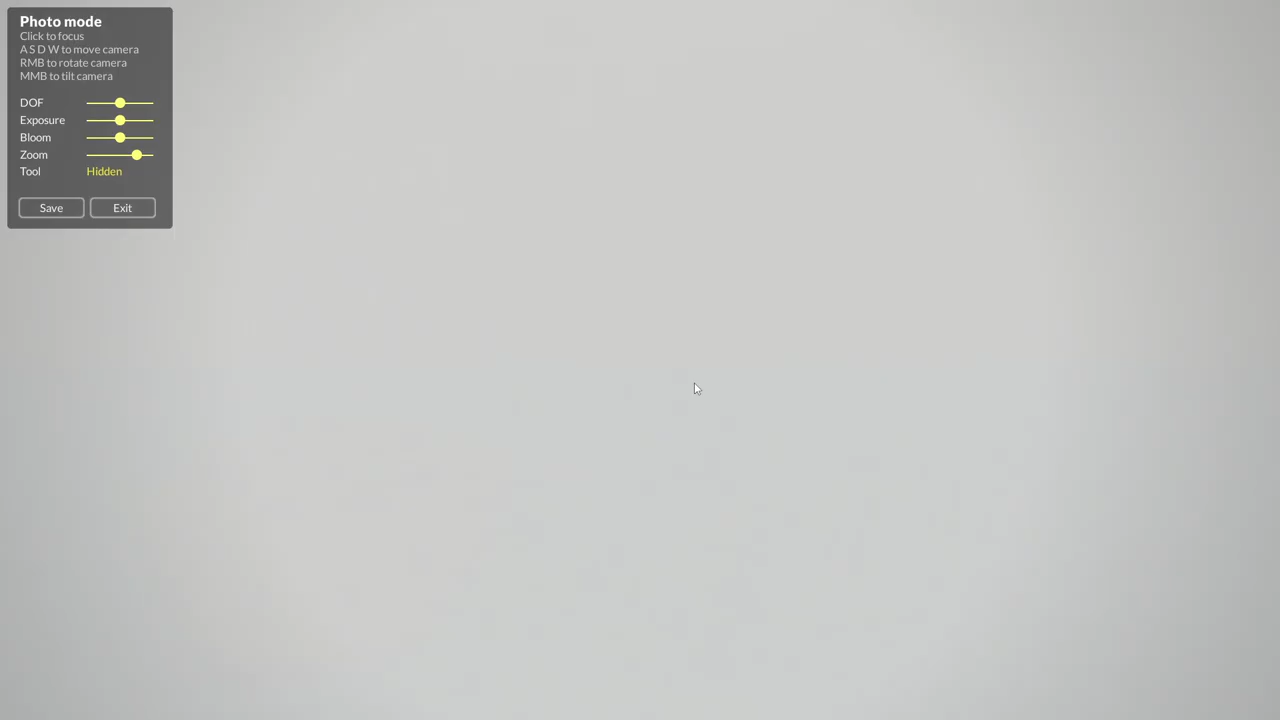 Photo mode
Click to focus
A S D W to move camera
RMB to rotate camera
MMB to tilt camera
DOF
Exposure
Bloom
Zoom
Tool Hidden
Save Exit